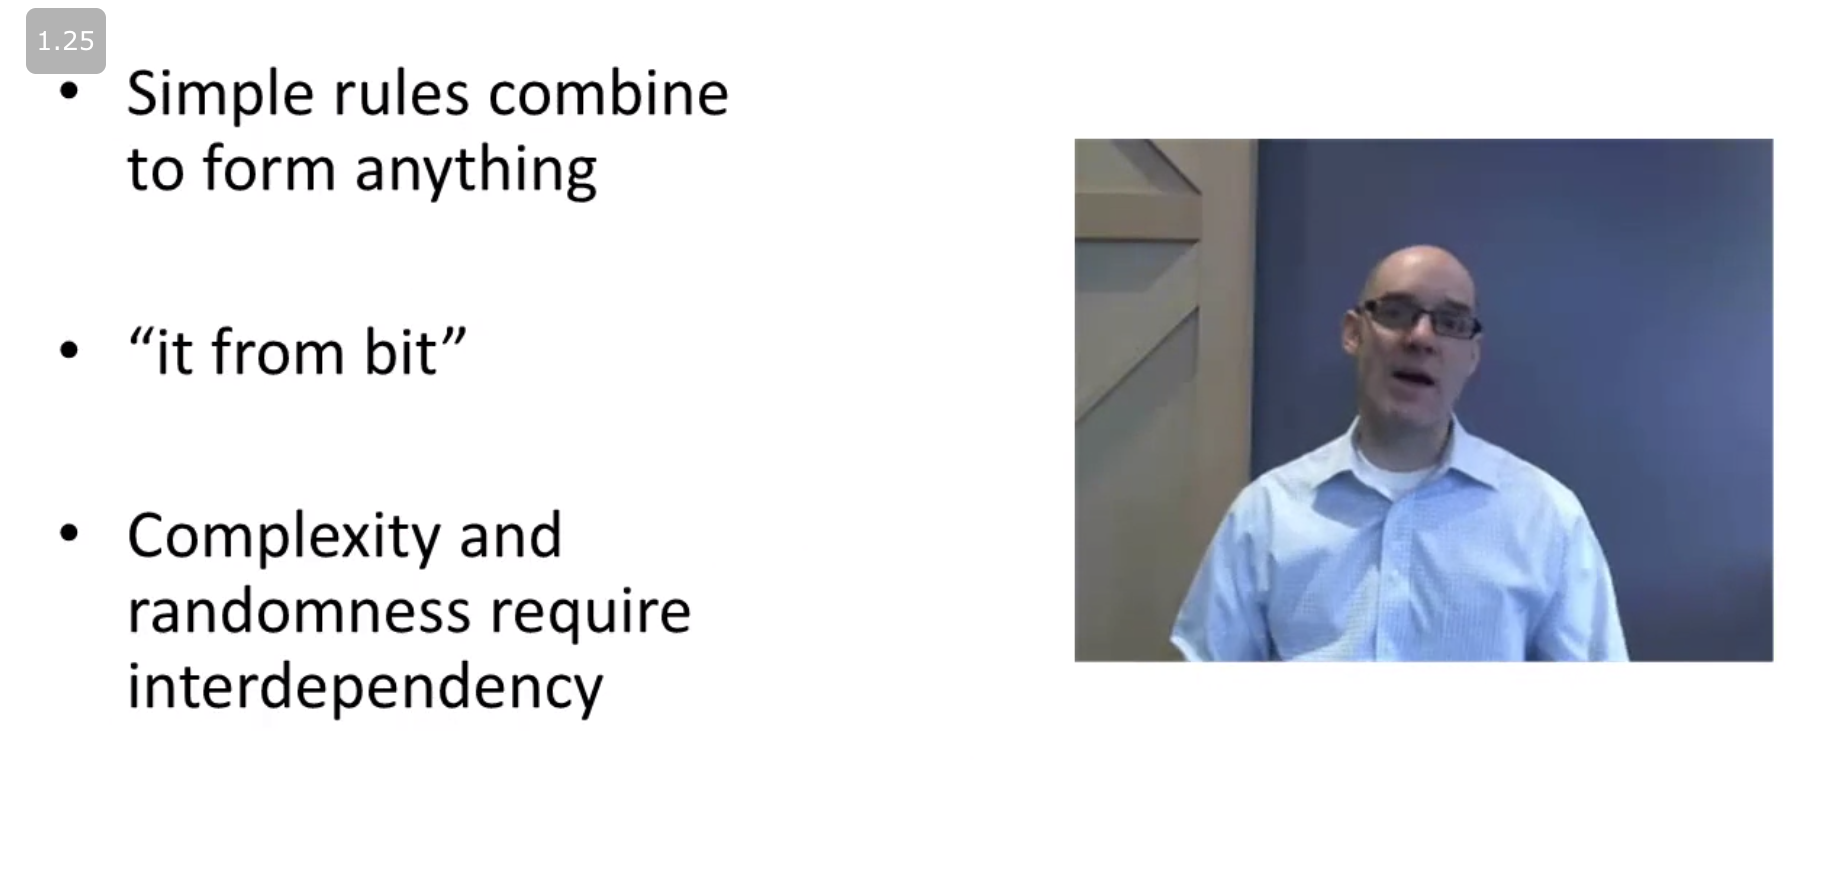 1.25
• Simple rules combine
to form anything
• “it from bit”
• Complexity and
randomness require
interdependency